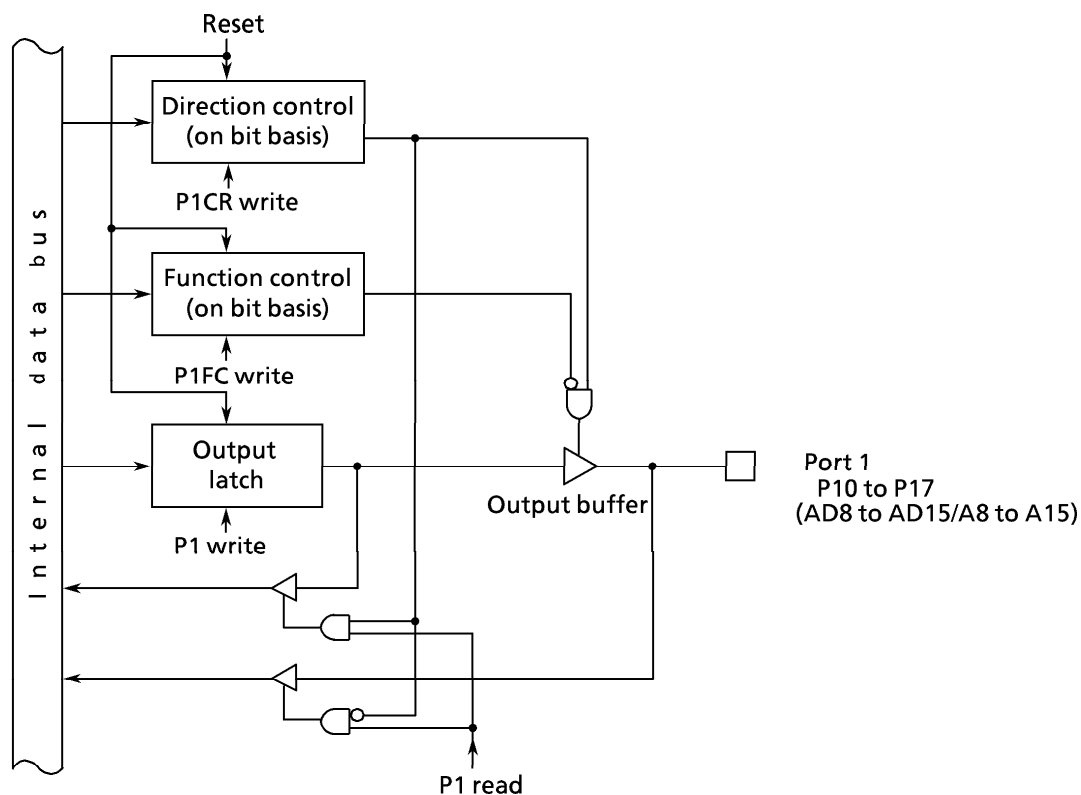 Reset
Direction control
(on bit basis)
P1CR write
Function control
(on bit basis)
P1FC write
Output
latch
P1 write
Internal data bus
Output buffer
Port 1
P10 to P17
(AD8 to AD15/A8 to A15)
P1 read